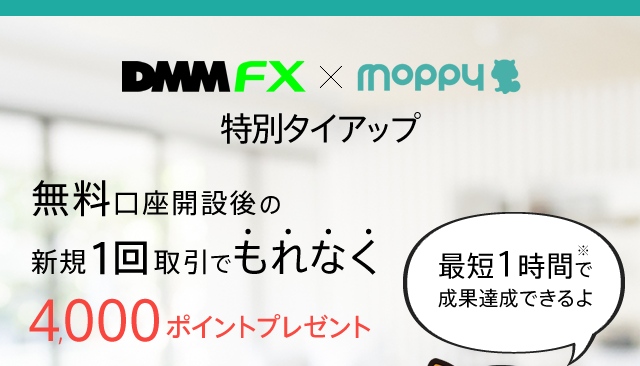 DMM FX × moppy
特別タイアップ
無料口座開設後の
新規1回取引でもれなく
4,000ポイントプレゼント
最短1時間※で
成果達成できるよ